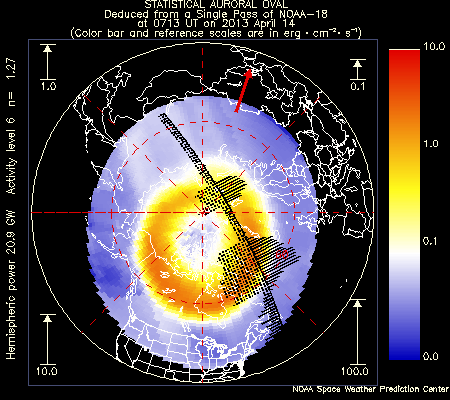 STATISTICAL AURORAL OVAL
Deduced from a Single Pass of NOAA-18
at 0713 UT on 2013 April 14
(Color bar and reference scales are in erg · cm⁻² · s⁻¹)
Hemispheric power 20.9 GW Activity level 6 n= 1.27
1.0
0.1
10.0
100.0
10.0
1.0
0.1
0.0
NOAA Space Weather Prediction Center